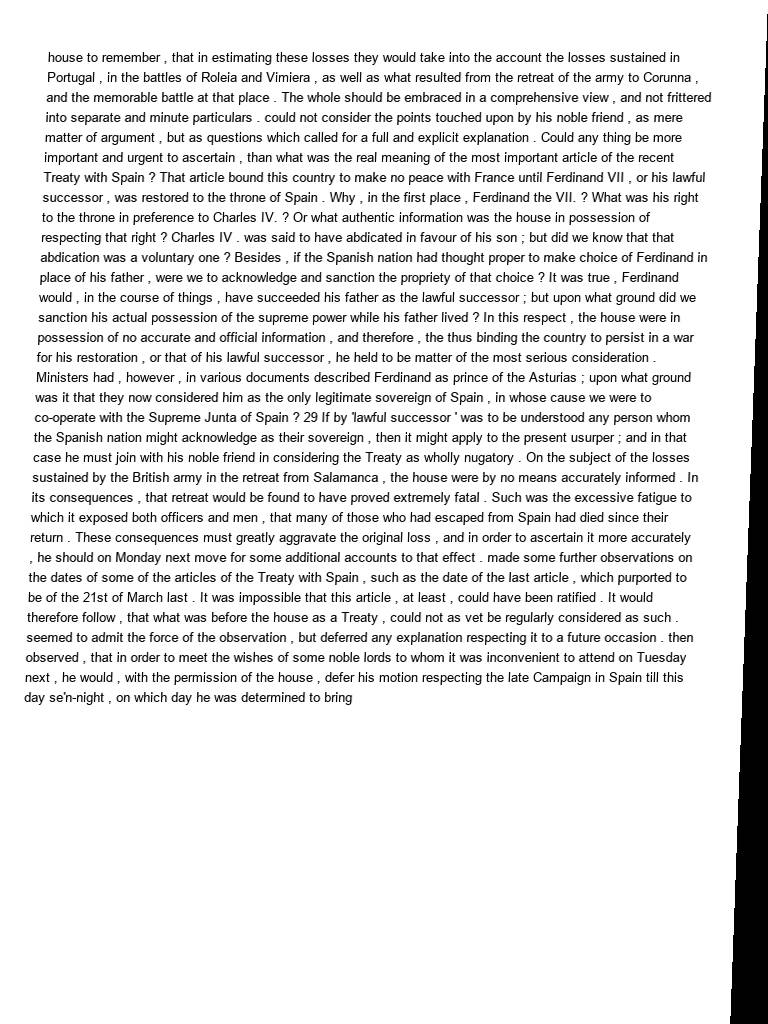 house to remember , that in estimating these losses they would take into the account the losses sustained in
Portugal , in the battles of Roleia and Vimiera , as well as what resulted from the retreat of the army to Corunna ,
and the memorable battle at that place . The whole should be embraced in a comprehensive view , and not frittered
into separate and minute particulars . could not consider the points touched upon by his noble friend , as mere
matter of argument , but as questions which called for a full and explicit explanation . Could any thing be more
important and urgent to ascertain , than what was the real meaning of the most important article of the recent
Treaty with Spain ? That article bound this country to make no peace with France until Ferdinand VII , or his lawful
successor , was restored to the throne of Spain . Why , in the first place , Ferdinand the VII. ? What was his right
to the throne in preference to Charles IV. ? Or what authentic information was the house in possession of
respecting that right ? Charles IV . was said to have abdicated in favour of his son ; but did we know that that
abdication was a voluntary one ? Besides , if the Spanish nation had thought proper to make choice of Ferdinand in
place of his father , were we to acknowledge and sanction the propriety of that choice ? It was true , Ferdinand
would , in the course of things , have succeeded his father as the lawful successor ; but upon what ground did we
sanction his actual possession of the supreme power while his father lived ? In this respect , the house were in
possession of no accurate and official information , and therefore , the thus binding the country to persist in a war
for his restoration , or that of his lawful successor , he held to be matter of the most serious consideration .
Ministers had , however , in various documents described Ferdinand as prince of the Asturias ; upon what ground
was it that they now considered him as the only legitimate sovereign of Spain , in whose cause we were to
co-operate with the Supreme Junta of Spain ? 29 If by 'lawful successor ' was to be understood any person whom
the Spanish nation might acknowledge as their sovereign , then it might apply to the present usurper ; and in that
case he must join with his noble friend in considering the Treaty as wholly nugatory . On the subject of the losses
sustained by the British army in the retreat from Salamanca , the house were by no means accurately informed . In
its consequences , that retreat would be found to have proved extremely fatal . Such was the excessive fatigue to
which it exposed both officers and men , that many of those who had escaped from Spain had died since their
return . These consequences must greatly aggravate the original loss , and in order to ascertain it more accurately
, he should on Monday next move for some additional accounts to that effect . made some further observations on
the dates of some of the articles of the Treaty with Spain , such as the date of the last article , which purported to
be of the 21st of March last . It was impossible that this article , at least , could have been ratified . It would
therefore follow , that what was before the house as a Treaty , could not as vet be regularly considered as such .
seemed to admit the force of the observation , but deferred any explanation respecting it to a future occasion . then
observed , that in order to meet the wishes of some noble lords to whom it was inconvenient to attend on Tuesday
next , he would , with the permission of the house , defer his motion respecting the late Campaign in Spain till this
day se'n-night , on which day he was determined to bring